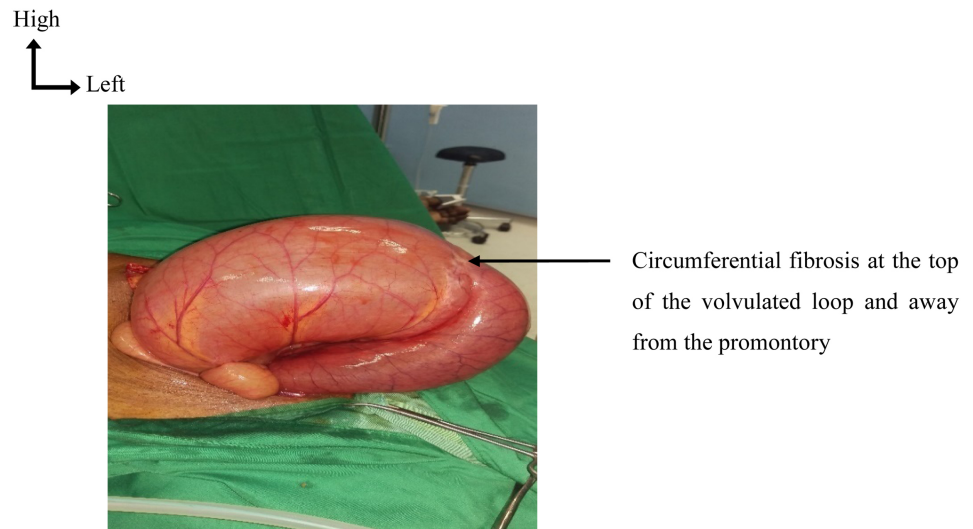 High
Left
Circumferential fibrosis at the top
of the volvulated loop and away
from the promontory